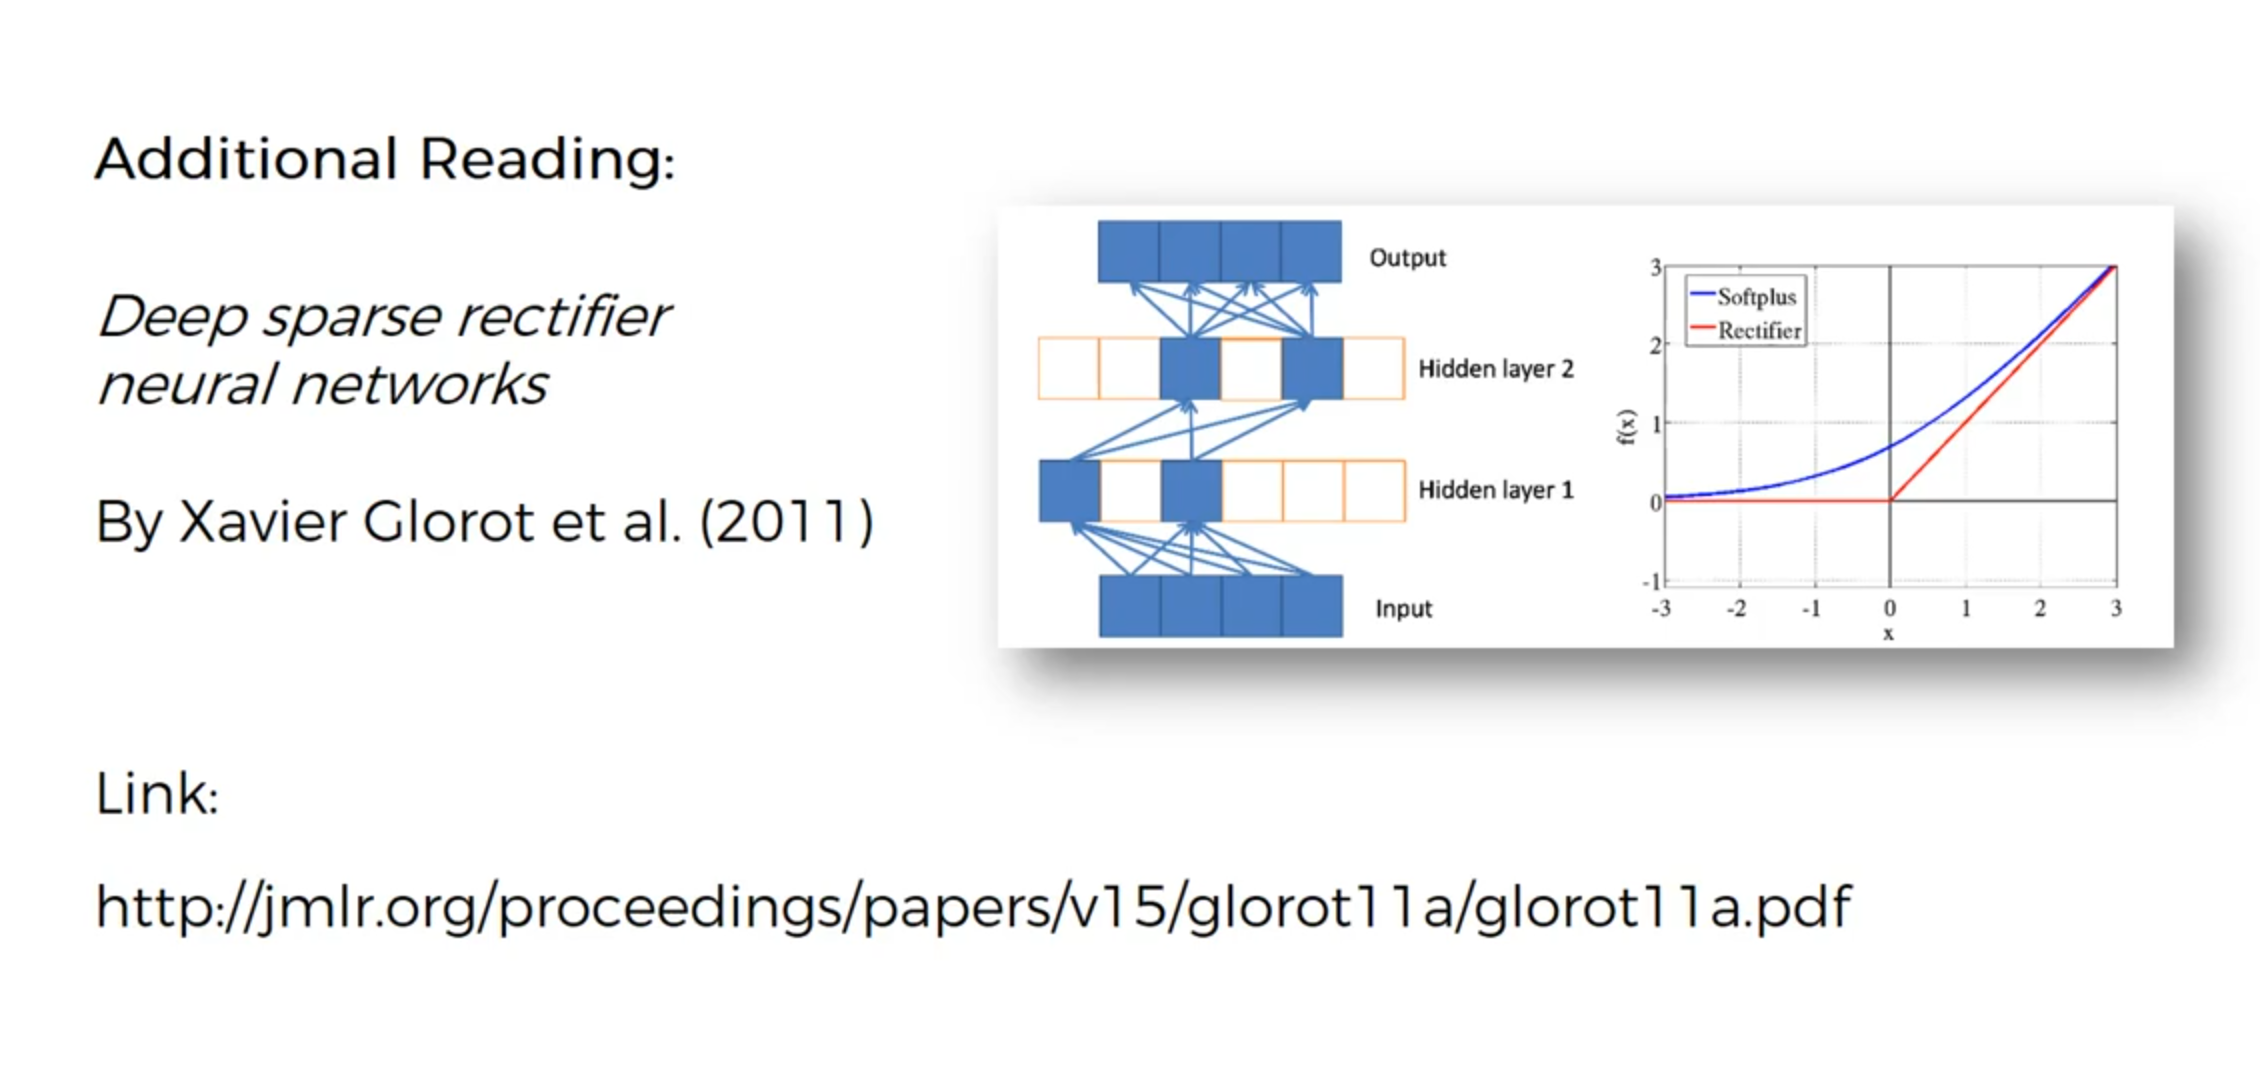 Additional Reading:
Deep sparse rectifier
neural networks
By Xavier Glorot et al. (2011)
Output
Hidden layer 2
Hidden layer 1
Input
Softplus
Rectifier
f(x)
3
2
1
0
-1
-3 -2 -1 0 1 2 3
x
Link:
http://jmlr.org/proceedings/papers/v15/glorot11a/glorot11a.pdf